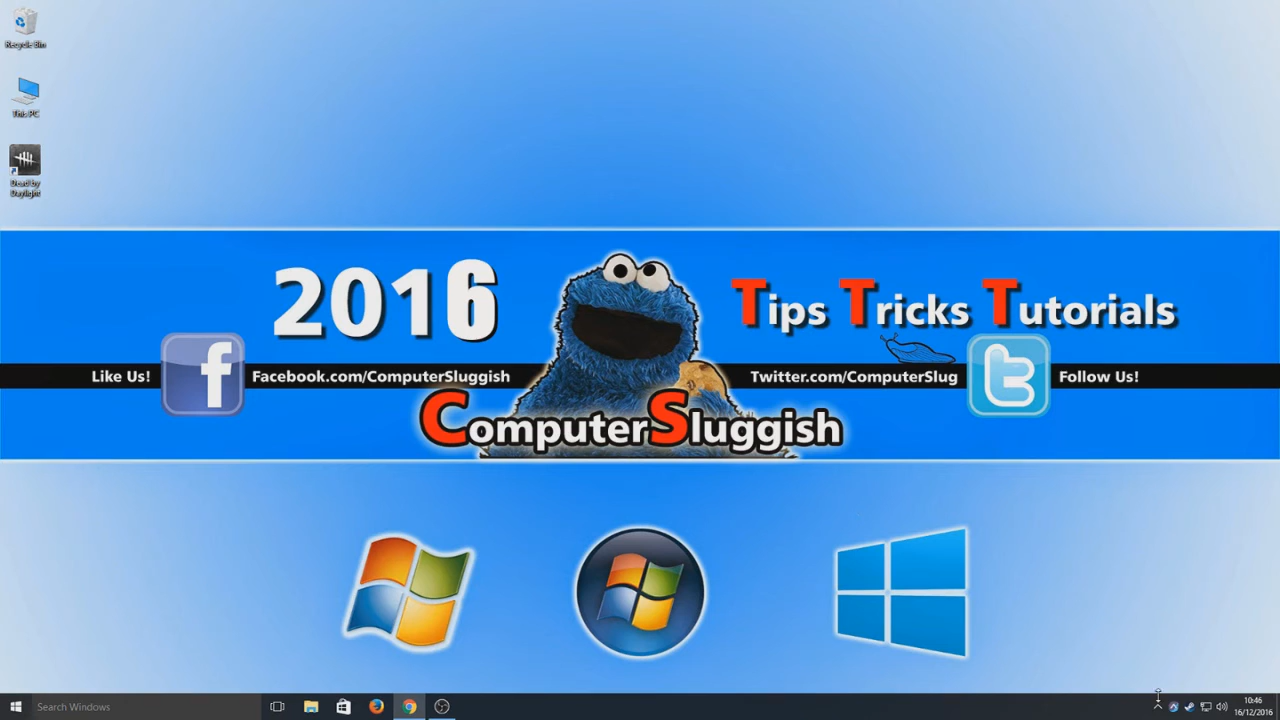 Recycle Bin
This PC
Dead by
Daylight
2016
Tips Tricks Tutorials
Like Us!
f
Facebook.com/ComputerSluggish
Twitter.com/ComputerSlug
t
Follow Us!
ComputerSluggish
Search Windows
10:46
16/12/2016